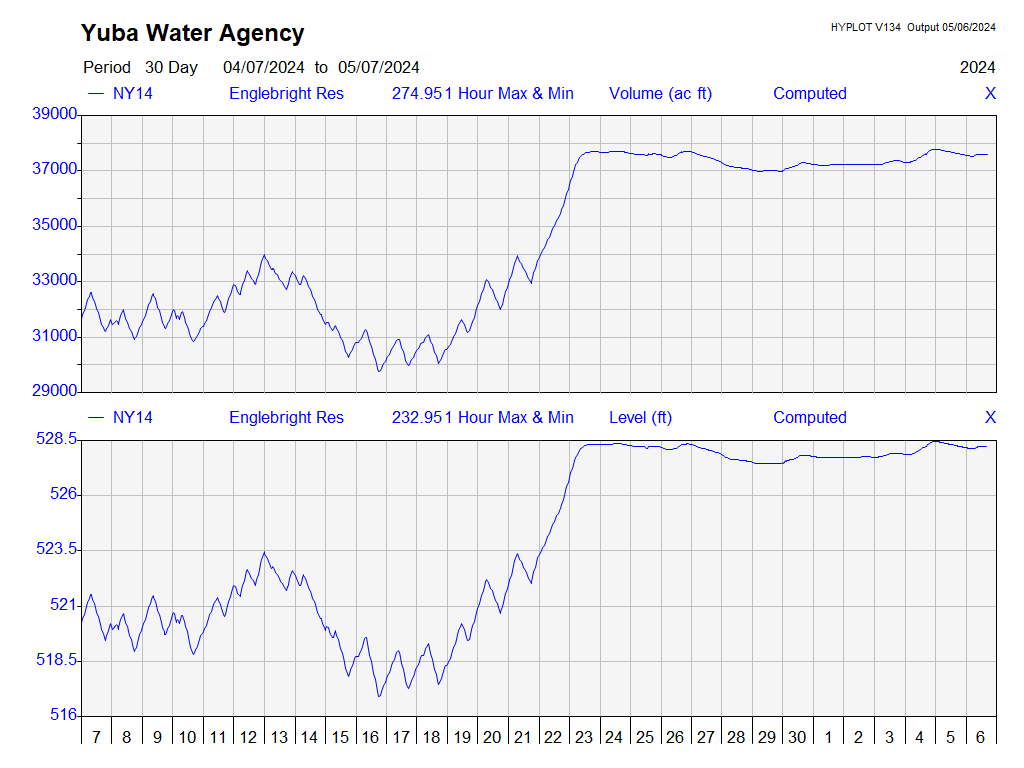 Yuba Water Agency
HYPLOT V134 Output 05/06/2024
Period 30 Day 04/07/2024 to 05/07/2024 2024
NY14 Englebright Res 274.951 Hour Max & Min Volume (ac ft) Computed X
39000
37000
35000
33000
31000
29000
NY14 Englebright Res 232.951 Hour Max & Min Level (ft) Computed X
528.5
526
523.5
521
518.5
516
7 8 9 10 11 12 13 14 15 16 17 18 19 20 21 22 23 24 25 26 27 28 29 30 1 2 3 4 5 6